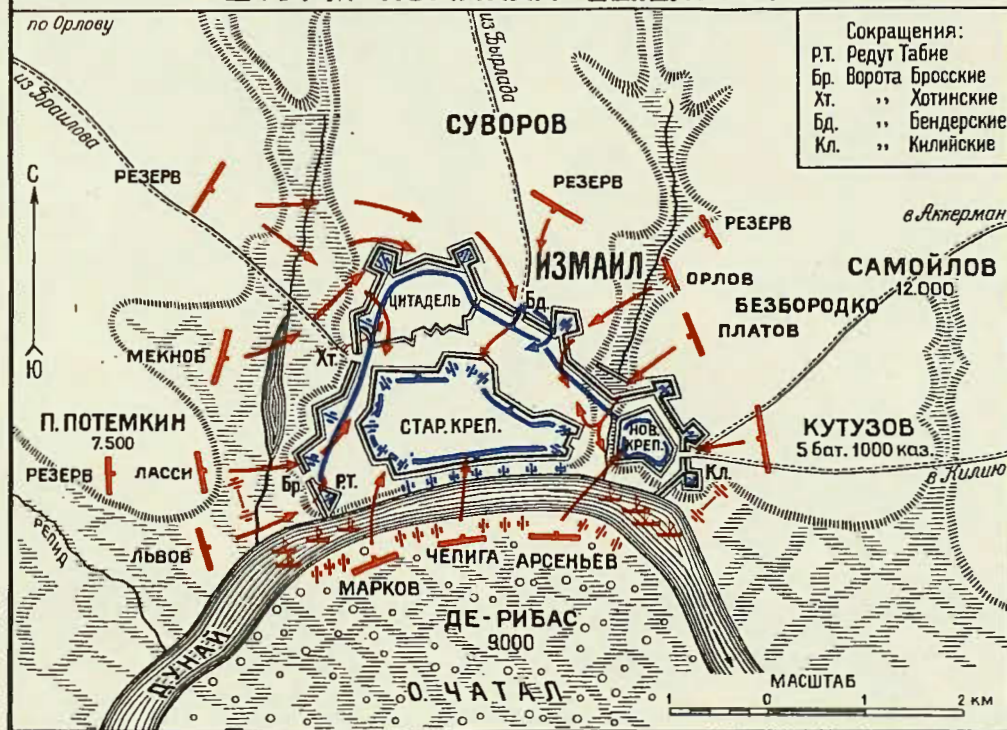 по Орлову
из Браилова
из Бырлада
Сокращения:
Р.Т. Редут Табие
Бр. Ворота Бросские
Хт. ,, Хотинские
Бд. ,, Бендерские
Кл. ,, Килийские
СУВОРОВ
С
Ю
РЕЗЕРВ
РЕЗЕРВ
РЕЗЕРВ
в Аккерман
ИЗМАИЛ
ОРЛОВ
САМОЙЛОВ
12.000
БЕЗБОРОДКО
ПЛАТОВ
ЦИТАДЕЛЬ
Бд.
МЕКНОБ
Хт.
П. ПОТЕМКИН
7.500
РЕЗЕРВ
ЛАССИ
СТАР. КРЕП.
НОВ.
КРЕП.
КУТУЗОВ
5 бат. 1000 каз.
Бр.
Р.Т.
Кл.
в Килию
РЕПИД
ЛЬВОВ
МАРКОВ
ЧЕПИГА
АРСЕНЬЕВ
ДЕ-РИБАС
9.000
ДУНАЙ
О. ЧАТАЛ
МАСШТАБ
1 0 1 2 км